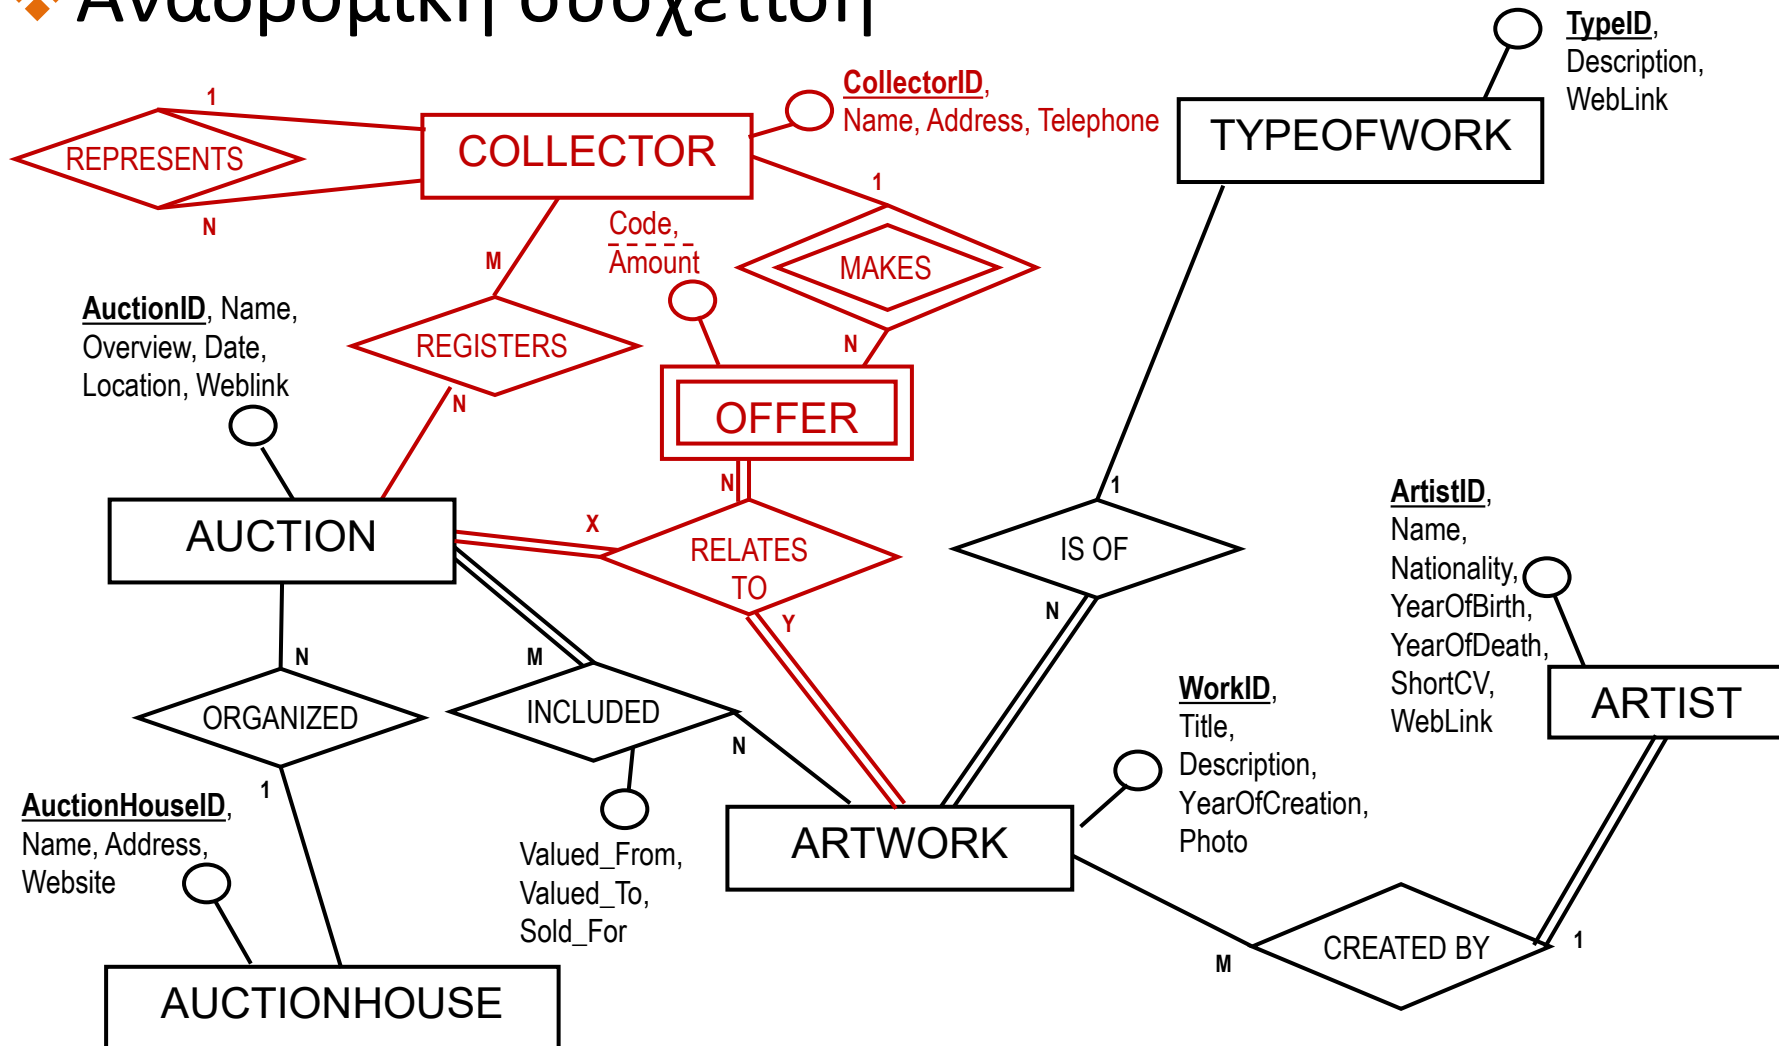 ❖ Αναδρομική συσχέτιση
TypeID,
Description,
WebLink
CollectorID,
Name, Address, Telephone
1
REPRESENTS
N
COLLECTOR
TYPEOFWORK
1
M
Code,
Amount
MAKES
AuctionID, Name,
Overview, Date,
Location, Weblink
REGISTERS
N
N
OFFER
N
X
AUCTION
RELATES
TO
Y
1
IS OF
N
ArtistID,
Name,
Nationality,
YearOfBirth,
YearOfDeath,
ShortCV,
WebLink
ARTIST
N
ORGANIZED
1
M
INCLUDED
N
WorkID,
Title,
Description,
YearOfCreation,
Photo
AuctionHouseID,
Name, Address,
Website
Valued_From,
Valued_To,
Sold_For
ARTWORK
M
CREATED BY
1
AUCTIONHOUSE